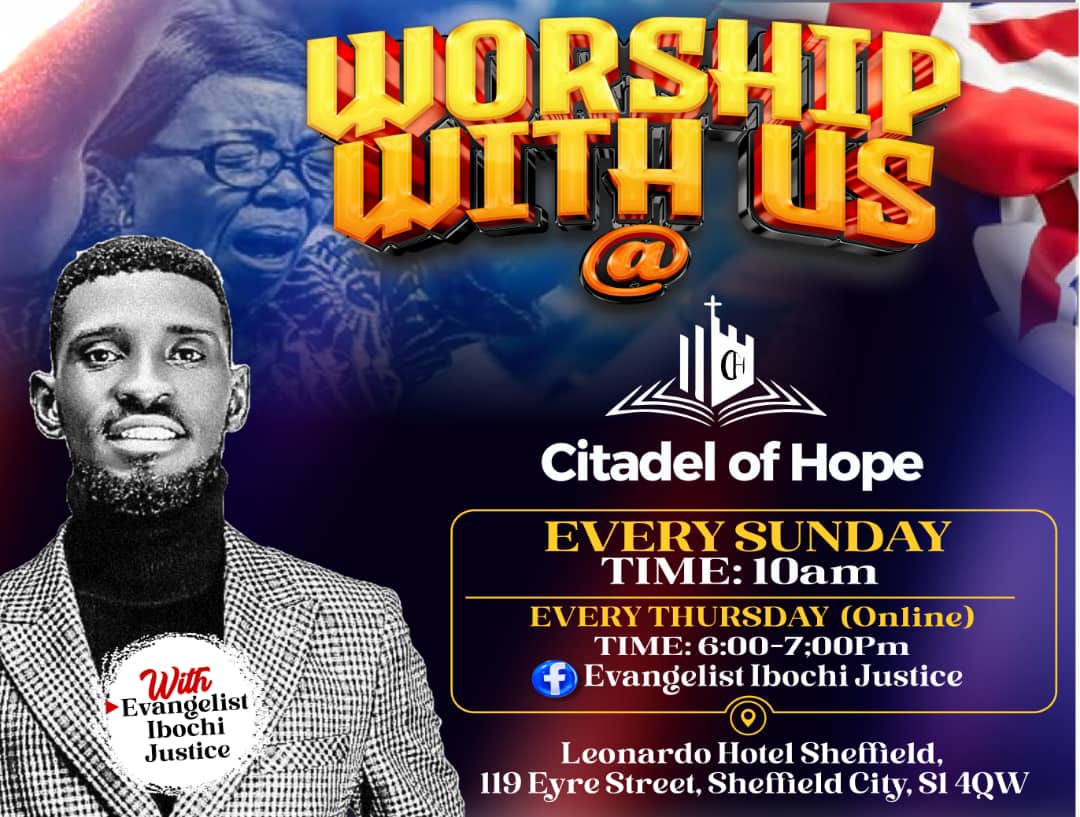 WORSHIP
WITH US
@
CH
Citadel of Hope
EVERY SUNDAY
TIME: 10am
EVERY THURSDAY (Online)
TIME: 6:00-7;00Pm
f Evangelist Ibochi Justice
Leonardo Hotel Sheffield,
119 Eyre Street, Sheffield City, S1 4QW
With
Evangelist
Ibochi
Justice